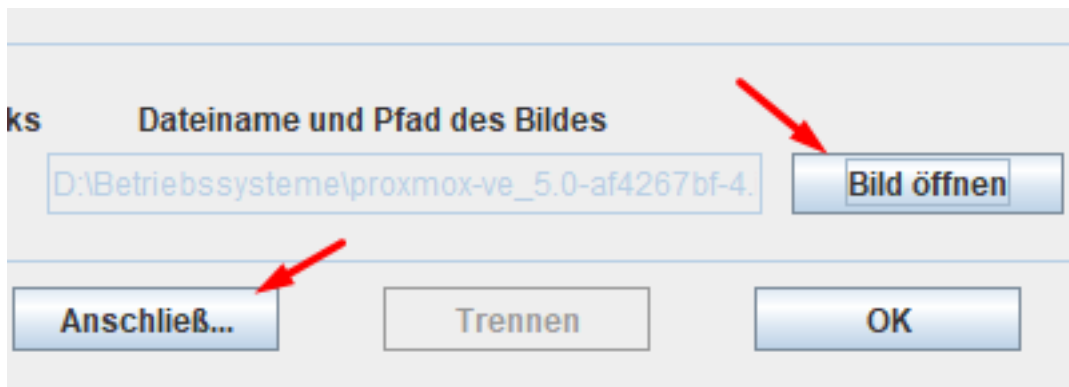 ks Dateiname und Pfad des Bildes
D:\Betriebssysteme\proxmox-ve_5.0-af4267bf-4. Bild öffnen
Anschließ... Trennen OK